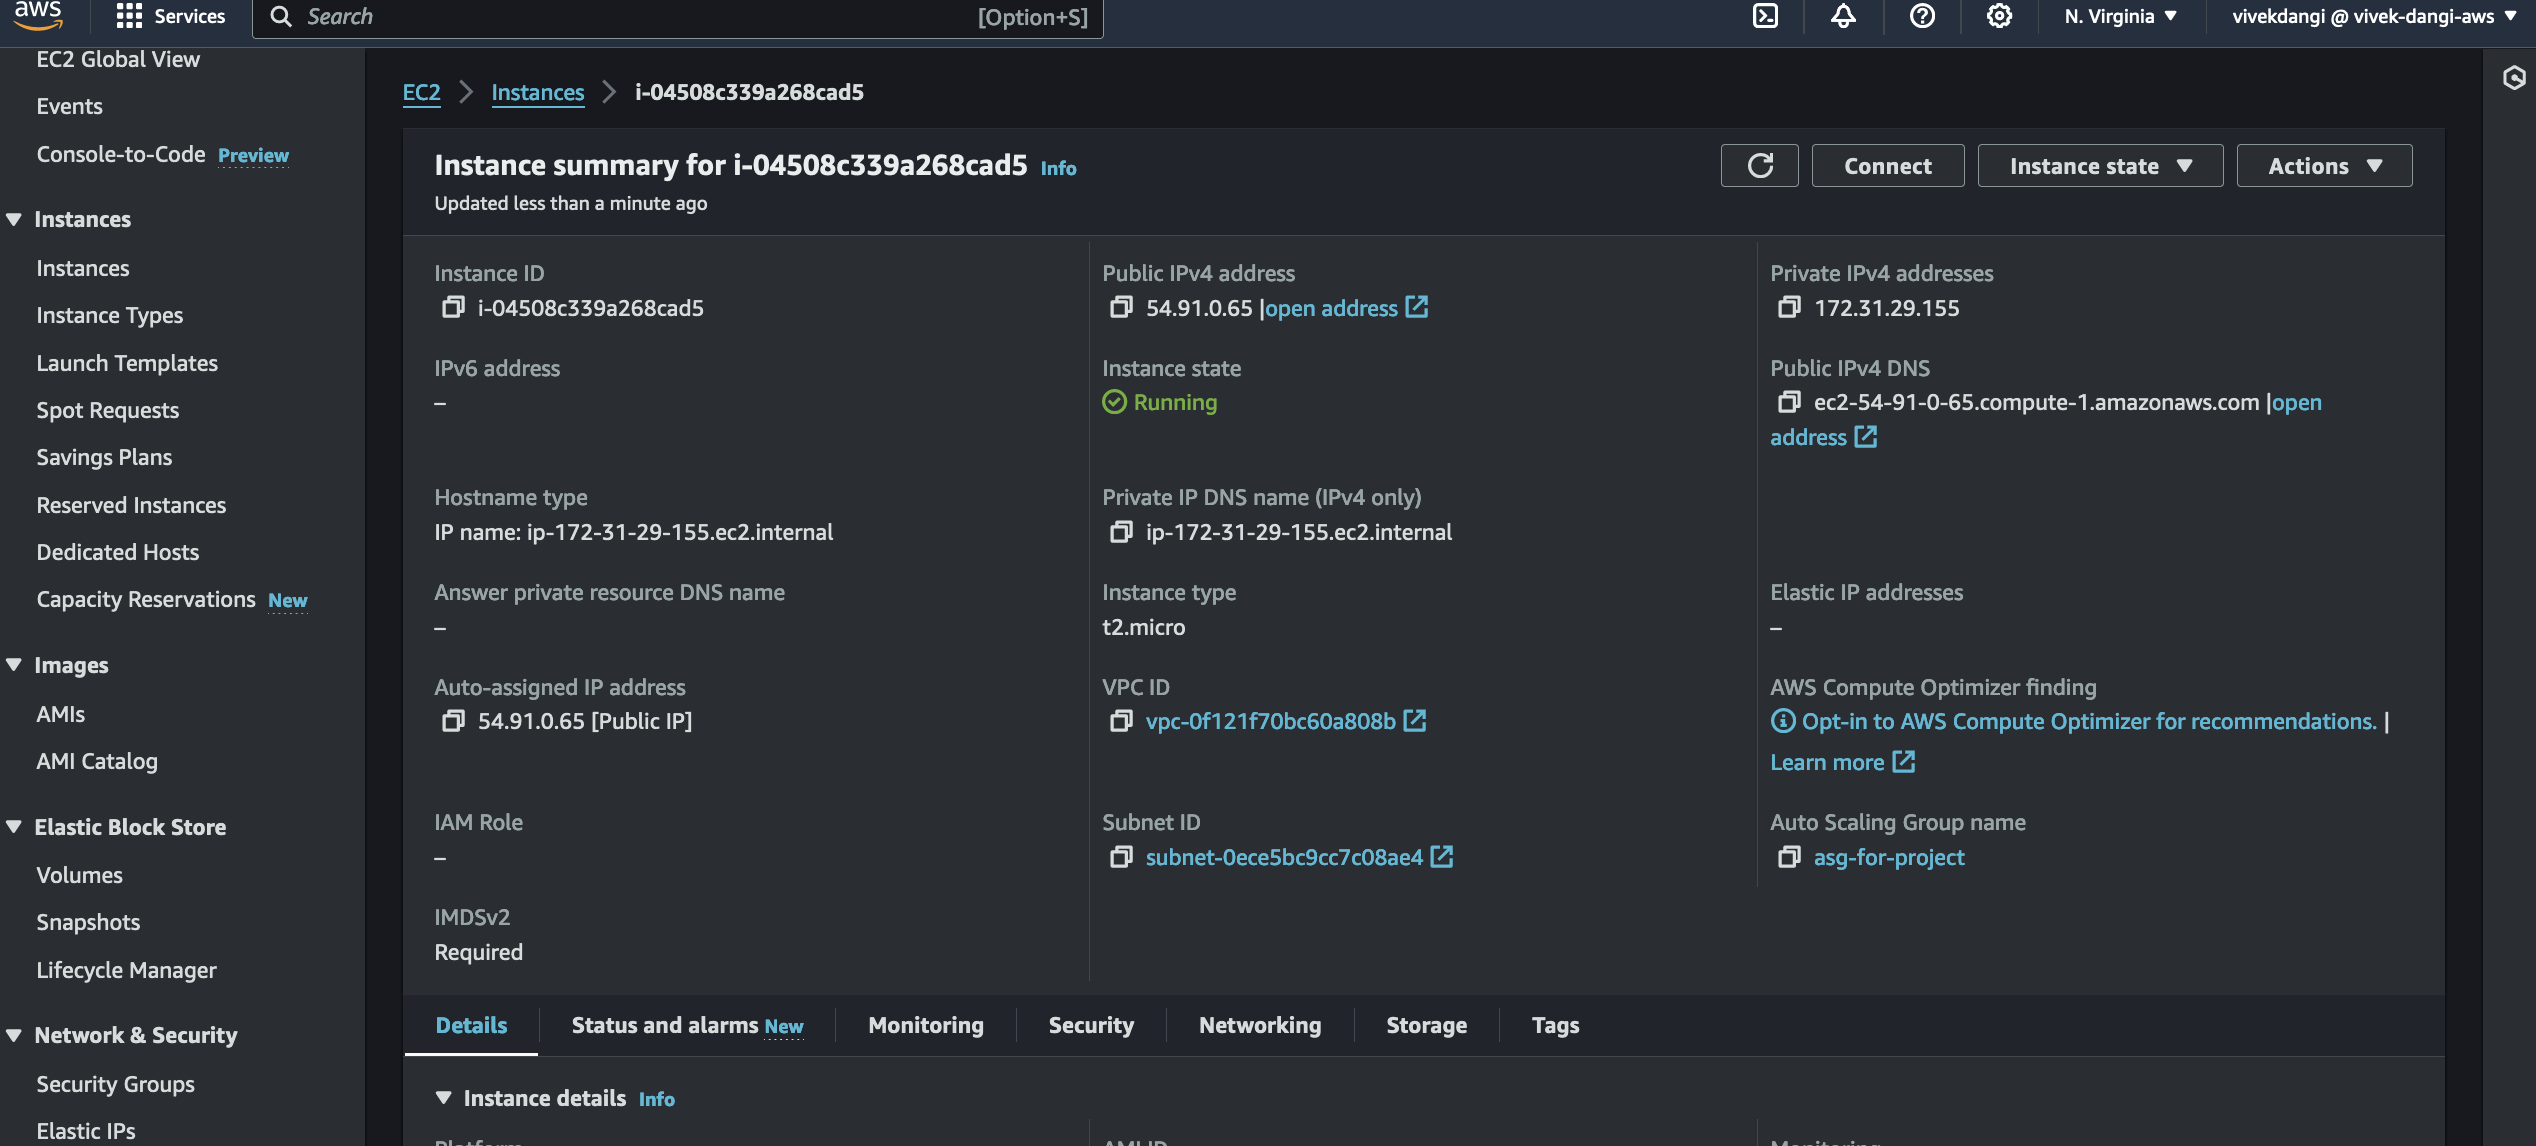 aws
Services
Search
[Option+S]
N. Virginia
vivekdangi @ vivek-dangi-aws
EC2 Global View
Events
Console-to-Code Preview
Instances
Instances
Instance Types
Launch Templates
Spot Requests
Savings Plans
Reserved Instances
Dedicated Hosts
Capacity Reservations New
Images
AMIs
AMI Catalog
Elastic Block Store
Volumes
Snapshots
Lifecycle Manager
Network & Security
Security Groups
Elastic IPs
EC2
Instances
i-04508c339a268cad5
Instance summary for i-04508c339a268cad5 Info
Updated less than a minute ago
Connect
Instance state
Actions
Instance ID
i-04508c339a268cad5
Public IPv4 address
54.91.0.65 |open address
Private IPv4 addresses
172.31.29.155
IPv6 address
–
Instance state
Running
Public IPv4 DNS
ec2-54-91-0-65.compute-1.amazonaws.com |open
address
Hostname type
IP name: ip-172-31-29-155.ec2.internal
Private IP DNS name (IPv4 only)
ip-172-31-29-155.ec2.internal
Answer private resource DNS name
–
Instance type
t2.micro
Elastic IP addresses
–
Auto-assigned IP address
54.91.0.65 [Public IP]
VPC ID
vpc-0f121f70bc60a808b
AWS Compute Optimizer finding
Opt-in to AWS Compute Optimizer for recommendations. |
Learn more
IAM Role
–
Subnet ID
subnet-0ece5bc9cc7c08ae4
Auto Scaling Group name
asg-for-project
IMDSv2
Required
Details
Status and alarms New
Monitoring
Security
Networking
Storage
Tags
Instance details Info
Platform
AMI ID
Monitoring